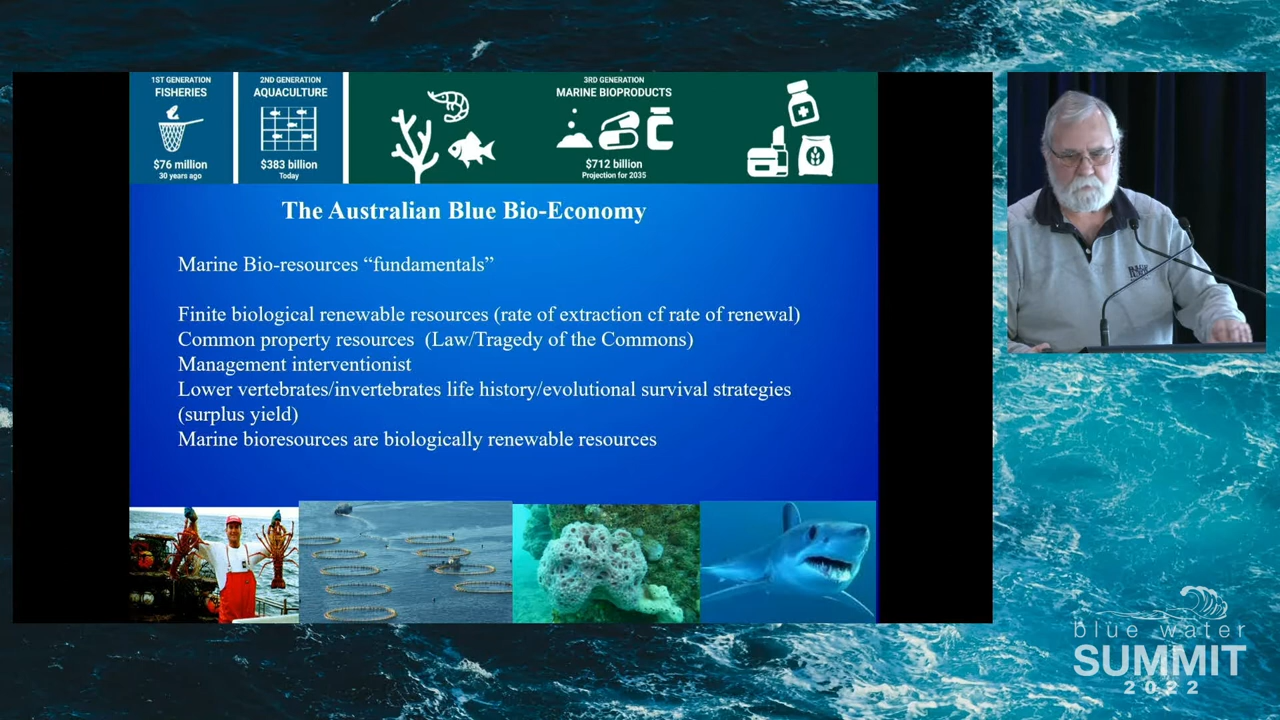 1ST GENERATION
FISHERIES
$76 million
30 years ago
2ND GENERATION
AQUACULTURE
$383 billion
Today
3RD GENERATION
MARINE BIOPRODUCTS
$712 billion
Projection for 2035
The Australian Blue Bio-Economy
Marine Bio-resources “fundamentals”
Finite biological renewable resources (rate of extraction cf rate of renewal)
Common property resources (Law/Tragedy of the Commons)
Management interventionist
Lower vertebrates/invertebrates life history/evolutional survival strategies
(surplus yield)
Marine bioresources are biologically renewable resources
blue water
SUMMIT
2022